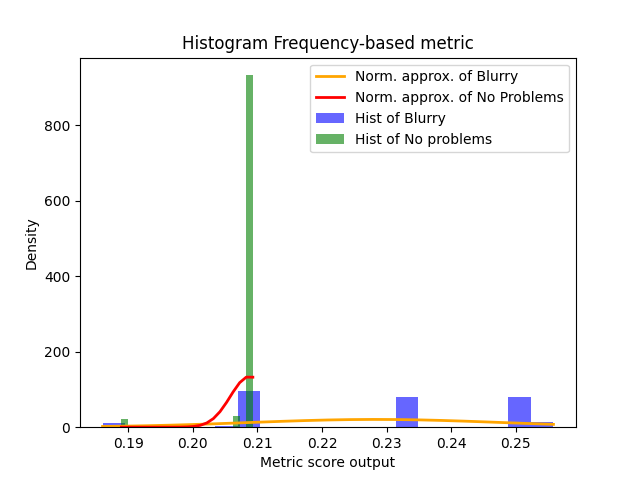 Histogram Frequency-based metric
Norm. approx. of Blurry
Norm. approx. of No Problems
Hist of Blurry
Hist of No problems
Density
800
600
400
200
0
0.19 0.20 0.21 0.22 0.23 0.24 0.25
Metric score output